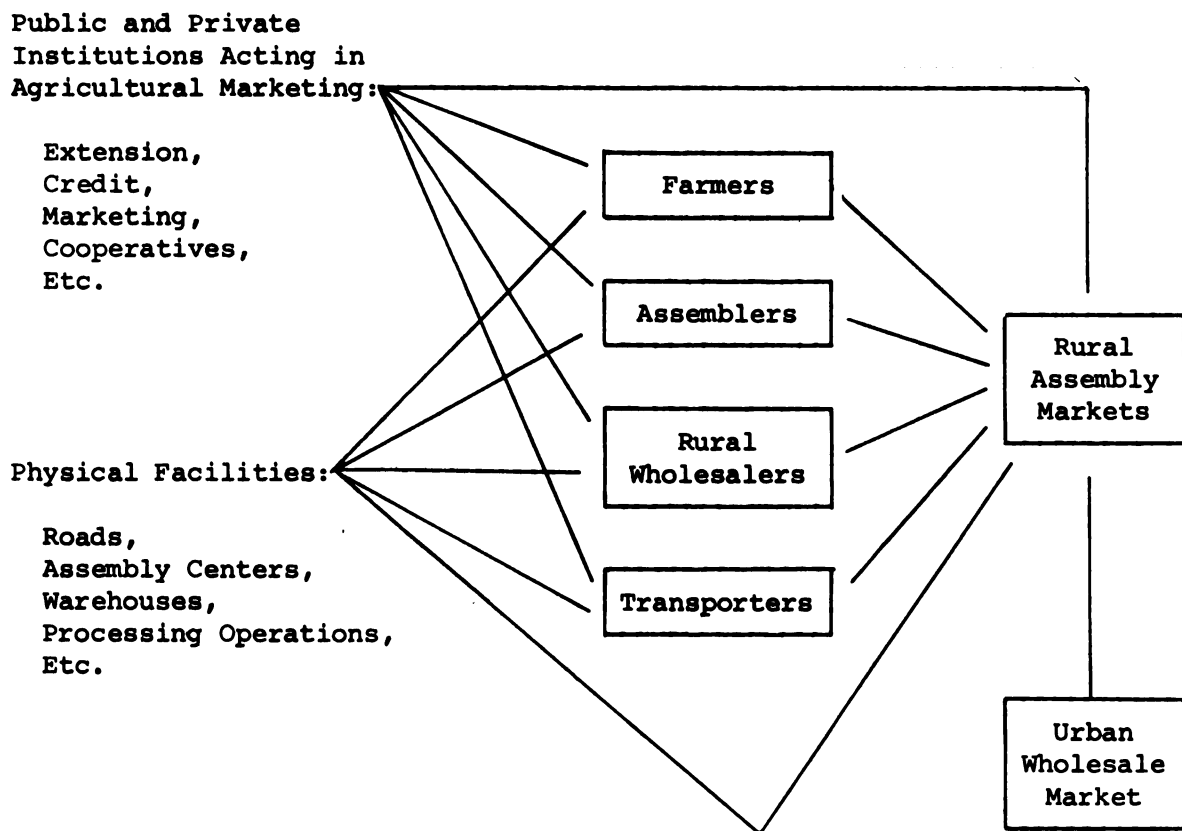 Public and Private
Institutions Acting in
Agricultural Marketing:
Extension,
Credit,
Marketing,
Cooperatives,
Etc.
Physical Facilities:
Roads,
Assembly Centers,
Warehouses,
Processing Operations,
Etc.
Farmers
Assemblers
Rural
Wholesalers
Transporters
Rural
Assembly
Markets
Urban
Wholesale
Market